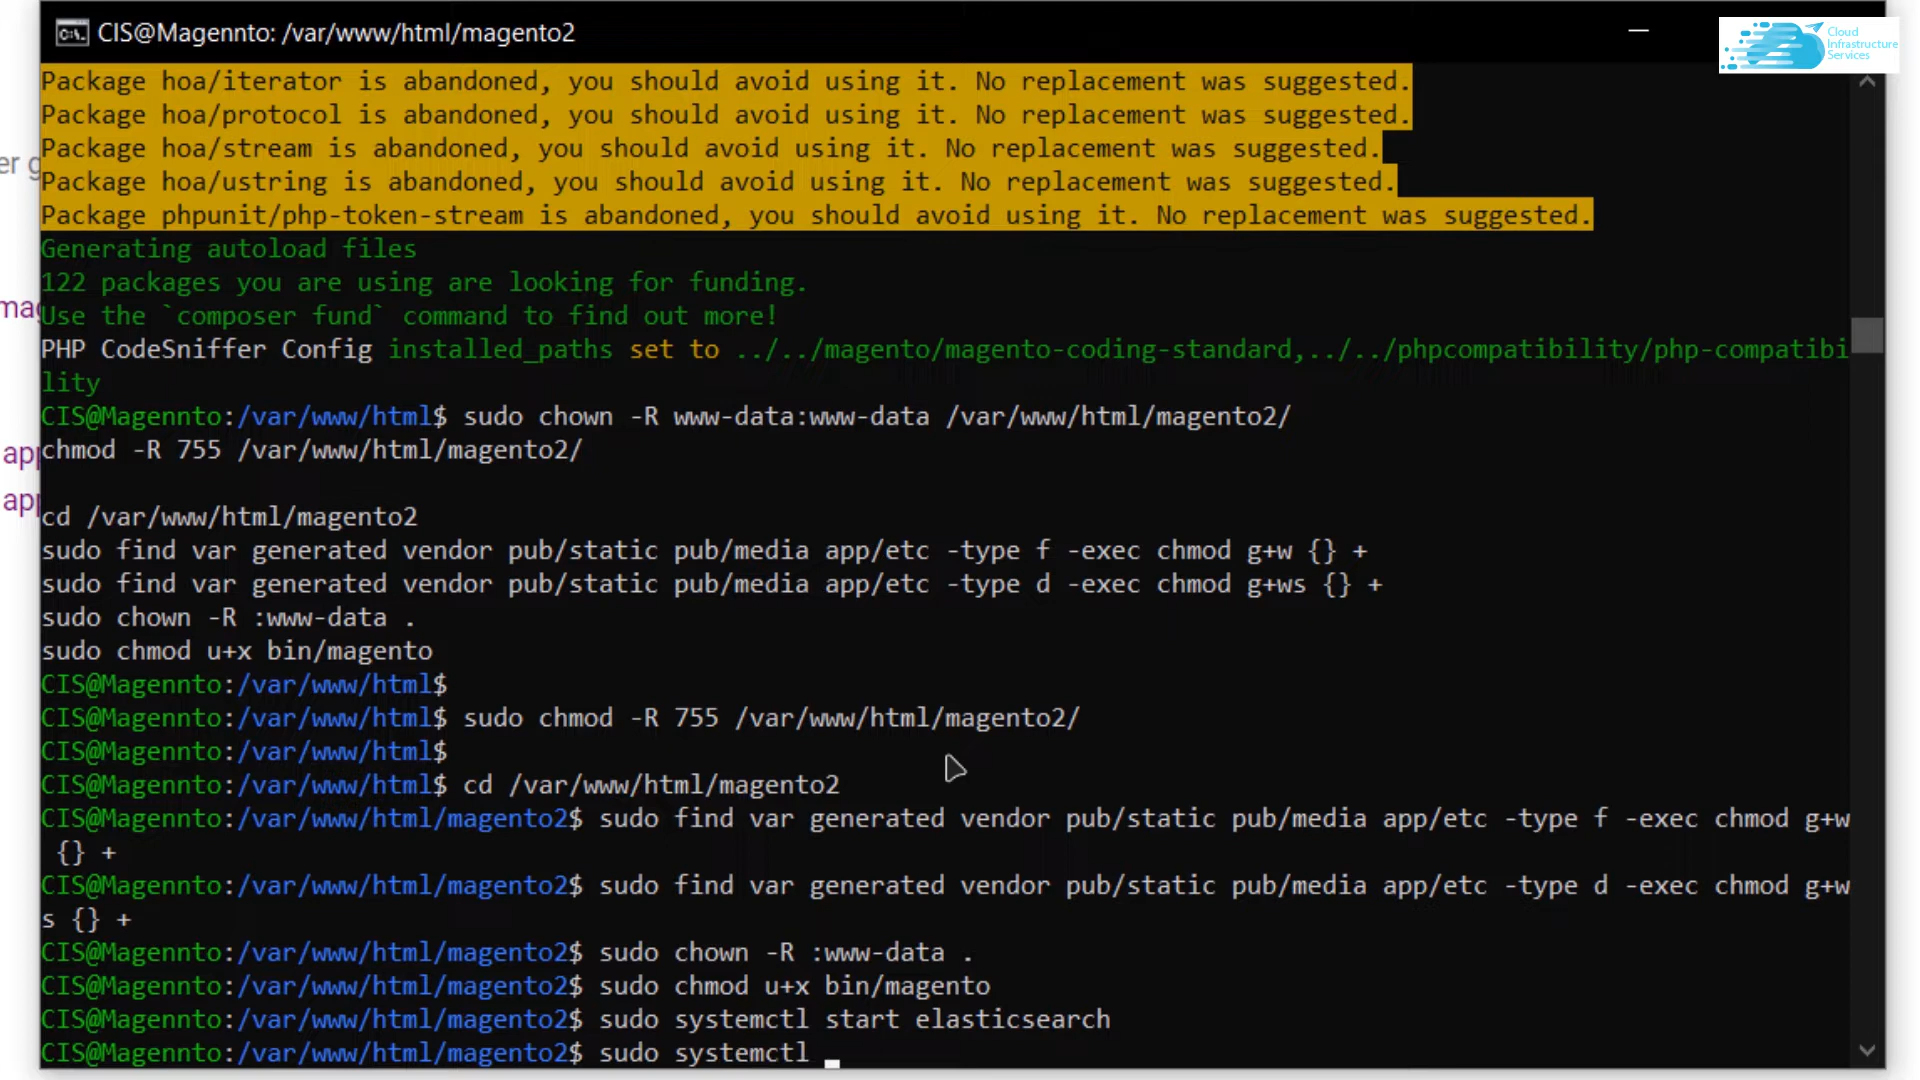 CIS@Magennto: /var/www/html/magento2
Cloud
Infrastructure
Services
Package hoa/iterator is abandoned, you should avoid using it. No replacement was suggested.
Package hoa/protocol is abandoned, you should avoid using it. No replacement was suggested.
Package hoa/stream is abandoned, you should avoid using it. No replacement was suggested.
Package hoa/ustring is abandoned, you should avoid using it. No replacement was suggested.
Package phpunit/php-token-stream is abandoned, you should avoid using it. No replacement was suggested.
Generating autoload files
122 packages you are using are looking for funding.
Use the `composer fund` command to find out more!
PHP CodeSniffer Config installed_paths set to ../../magento/magento-coding-standard,../../phpcompatibility/php-compatibi
lity
CIS@Magennto:/var/www/html$ sudo chown -R www-data:www-data /var/www/html/magento2/
chmod -R 755 /var/www/html/magento2/
cd /var/www/html/magento2
sudo find var generated vendor pub/static pub/media app/etc -type f -exec chmod g+w {} +
sudo find var generated vendor pub/static pub/media app/etc -type d -exec chmod g+ws {} +
sudo chown -R :www-data .
sudo chmod u+x bin/magento
CIS@Magennto:/var/www/html$
CIS@Magennto:/var/www/html$ sudo chmod -R 755 /var/www/html/magento2/
CIS@Magennto:/var/www/html$
CIS@Magennto:/var/www/html$ cd /var/www/html/magento2
CIS@Magennto:/var/www/html/magento2$ sudo find var generated vendor pub/static pub/media app/etc -type f -exec chmod g+w
{} +
CIS@Magennto:/var/www/html/magento2$ sudo find var generated vendor pub/static pub/media app/etc -type d -exec chmod g+w
s {} +
CIS@Magennto:/var/www/html/magento2$ sudo chown -R :www-data .
CIS@Magennto:/var/www/html/magento2$ sudo chmod u+x bin/magento
CIS@Magennto:/var/www/html/magento2$ sudo systemctl start elasticsearch
CIS@Magennto:/var/www/html/magento2$ sudo systemctl